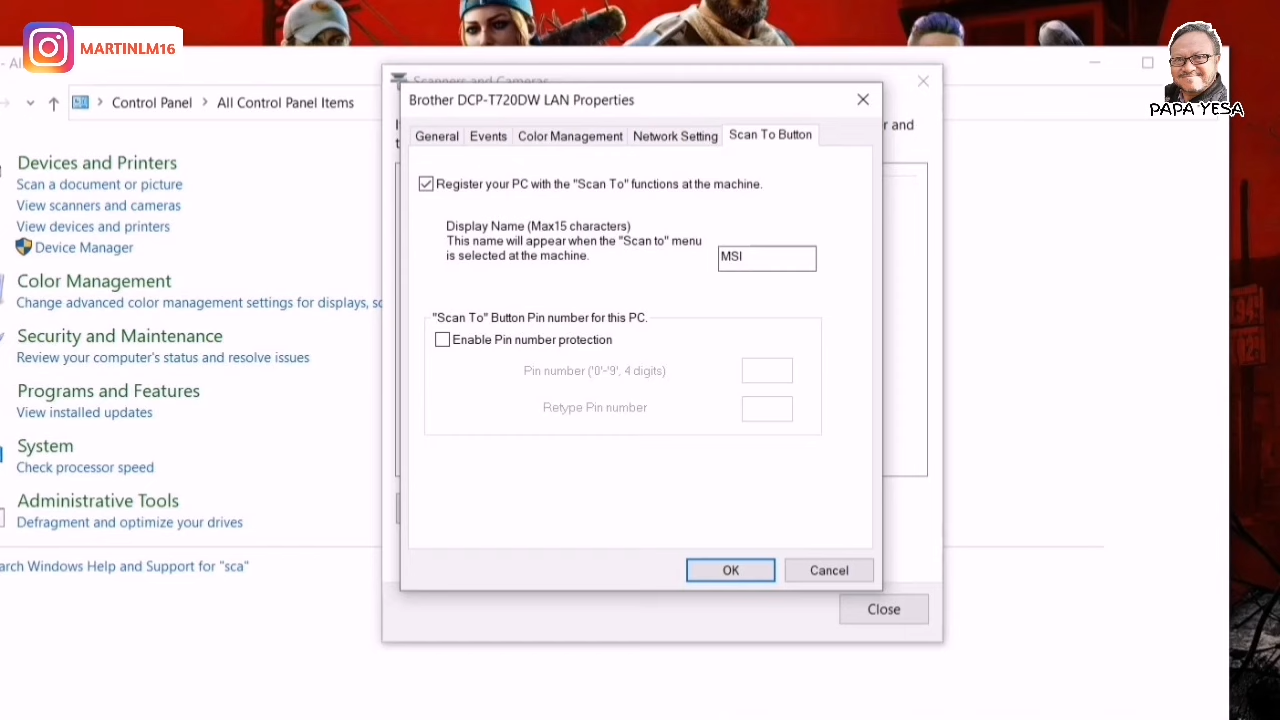 MARTINLM16
PAPA YESA
Control Panel
All Control Panel Items
Scanners and Cameras
Brother DCP-T720DW LAN Properties
General
Events
Color Management
Network Setting
Scan To Button
Register your PC with the "Scan To" functions at the machine.
Display Name (Max15 characters)
This name will appear when the "Scan to" menu
is selected at the machine.
MSI
"Scan To" Button Pin number for this PC.
Enable Pin number protection
Pin number ('0'-'9', 4 digits)
Retype Pin number
OK
Cancel
Close
er and
Devices and Printers
Scan a document or picture
View scanners and cameras
View devices and printers
Device Manager
Color Management
Change advanced color management settings for displays, sc
Security and Maintenance
Review your computer's status and resolve issues
Programs and Features
View installed updates
System
Check processor speed
Administrative Tools
Defragment and optimize your drives
arch Windows Help and Support for "sca"